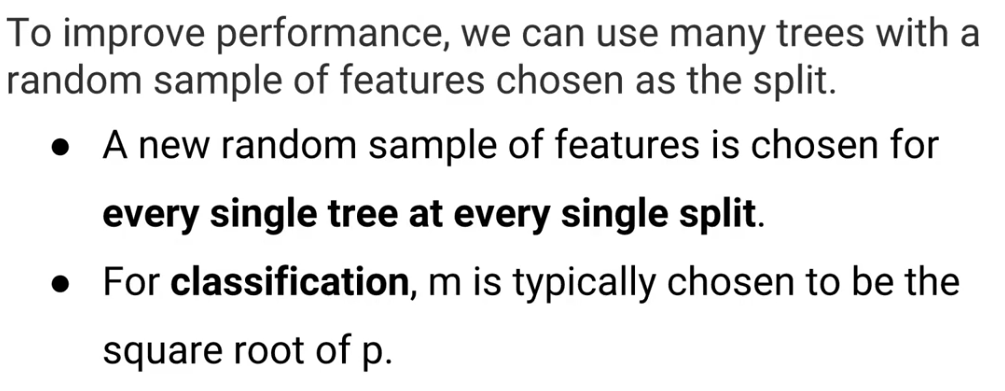 To improve performance, we can use many trees with a
random sample of features chosen as the split.
● A new random sample of features is chosen for
every single tree at every single split.
● For classification, m is typically chosen to be the
square root of p.